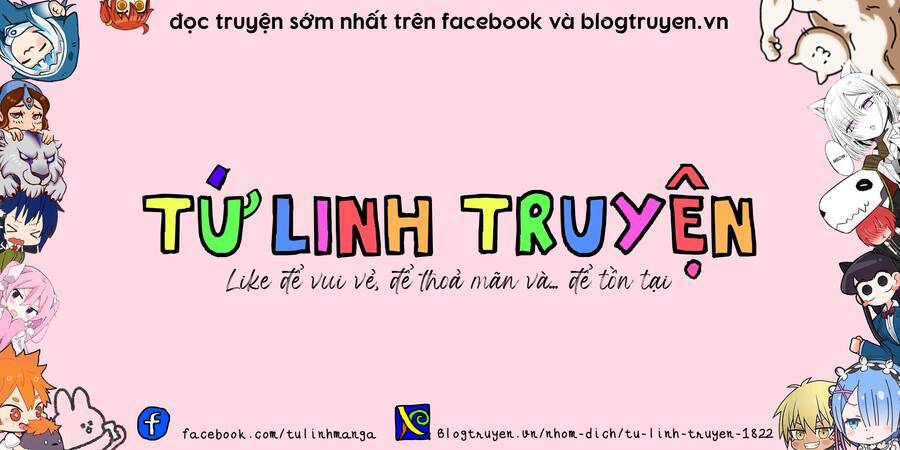 đọc truyện sớm nhất trên facebook và blogtruyen.vn
TỨ LINH TRUYỆN
Like để vui vẻ, để thoả mãn và... để tồn tại
facebook.com/tulinhmanga
Blogtruyen.vn/nhom-dich/tu-linh-truyen-1822